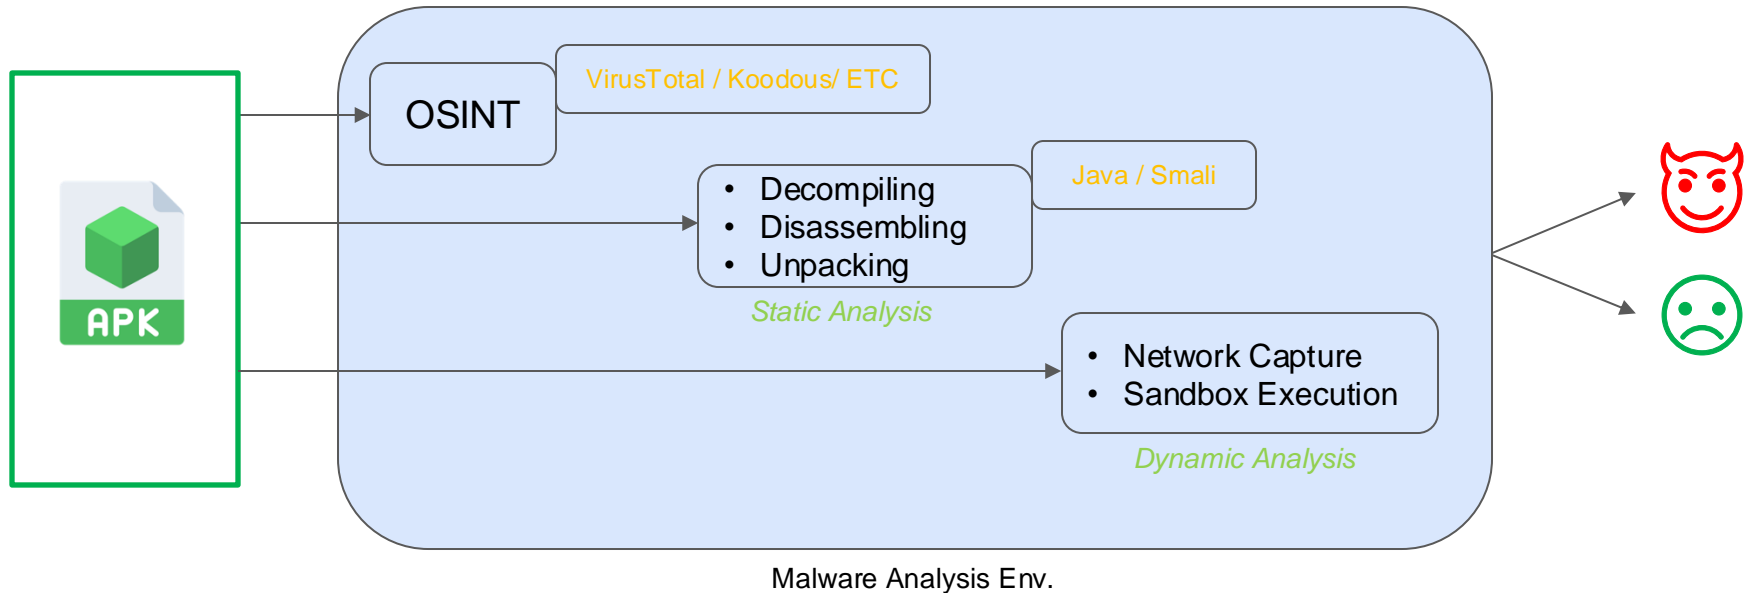 VirusTotal / Koodous/ ETC
OSINT
Java / Smali
• Decompiling
• Disassembling
• Unpacking
Static Analysis
APK
• Network Capture
• Sandbox Execution
Dynamic Analysis
Malware Analysis Env.